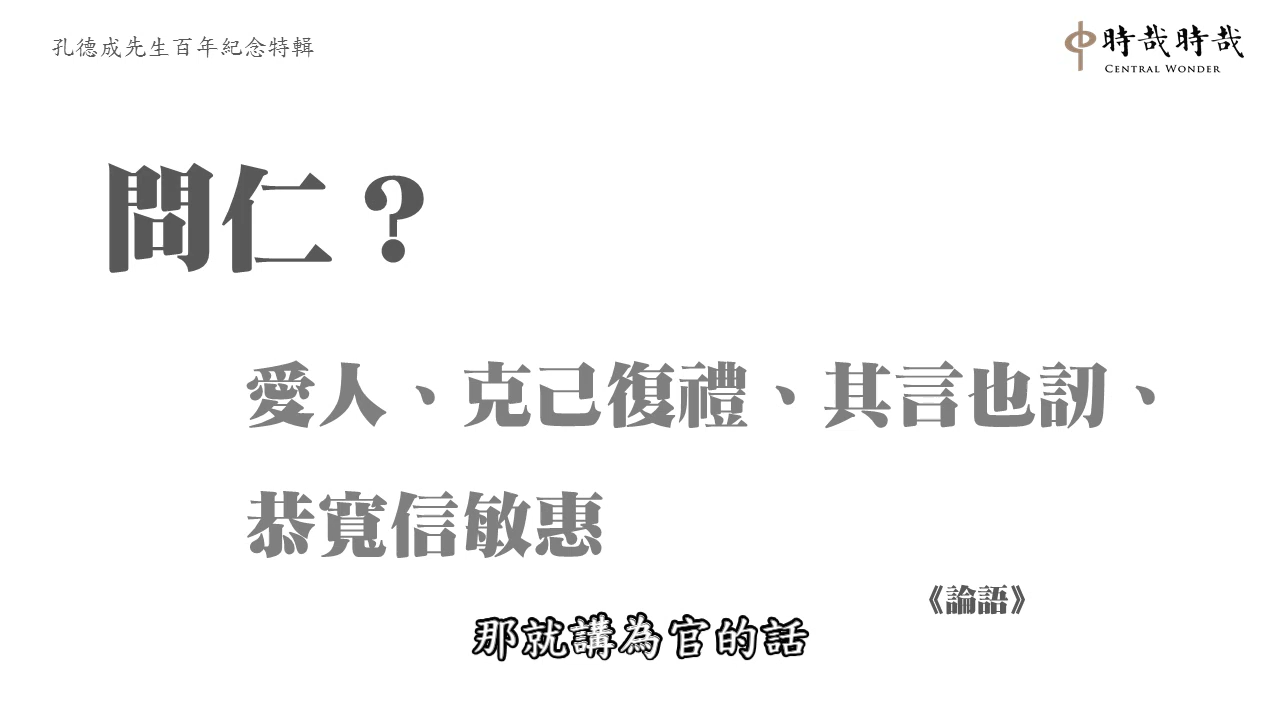 孔德成先生百年紀念特輯
時哉時哉
CENTRAL WONDER
問仁？
愛人、克己復禮、其言也訒、
恭寬信敏惠
《論語》
那就講為官的話